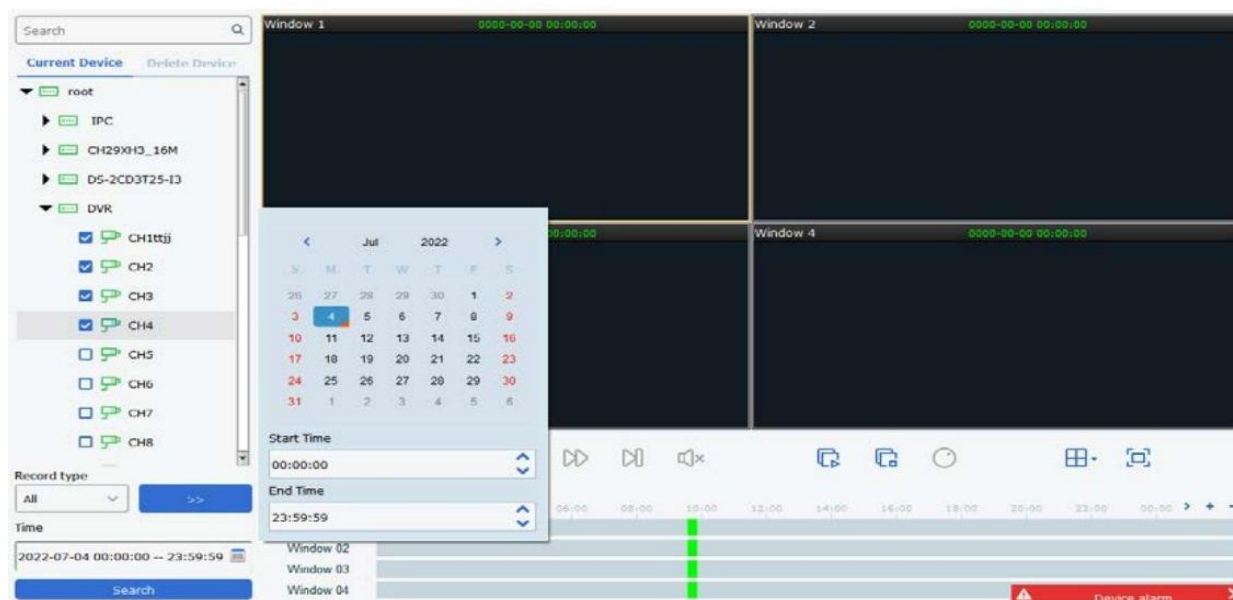 Search
Current Device Delete Device
root
IPC
CH29XH3_16M
DS-2CD3T25-I3
DVR
CH1ttjj
CH2
CH3
CH4
CH5
CH6
CH7
CH8
Record type
All >>
Time
2022-07-04 00:00:00 -- 23:59:59
Search
Window 1 0000-00-00 00:00:00
Window 2 0000-00-00 00:00:00
00:00:00
Window 4 0000-00-00 00:00:00
< Jul 2022 >
S M T W T F S
26 27 28 29 30 1 2
3 4 5 6 7 8 9
10 11 12 13 14 15 16
17 18 19 20 21 22 23
24 25 26 27 28 29 30
31 1 2 3 4 5 6
Start Time
00:00:00
End Time
23:59:59
06:00 08:00 10:00 12:00 14:00 16:00 18:00 20:00 22:00 00:00 > + -
Window 02
Window 03
Window 04
Device alarm